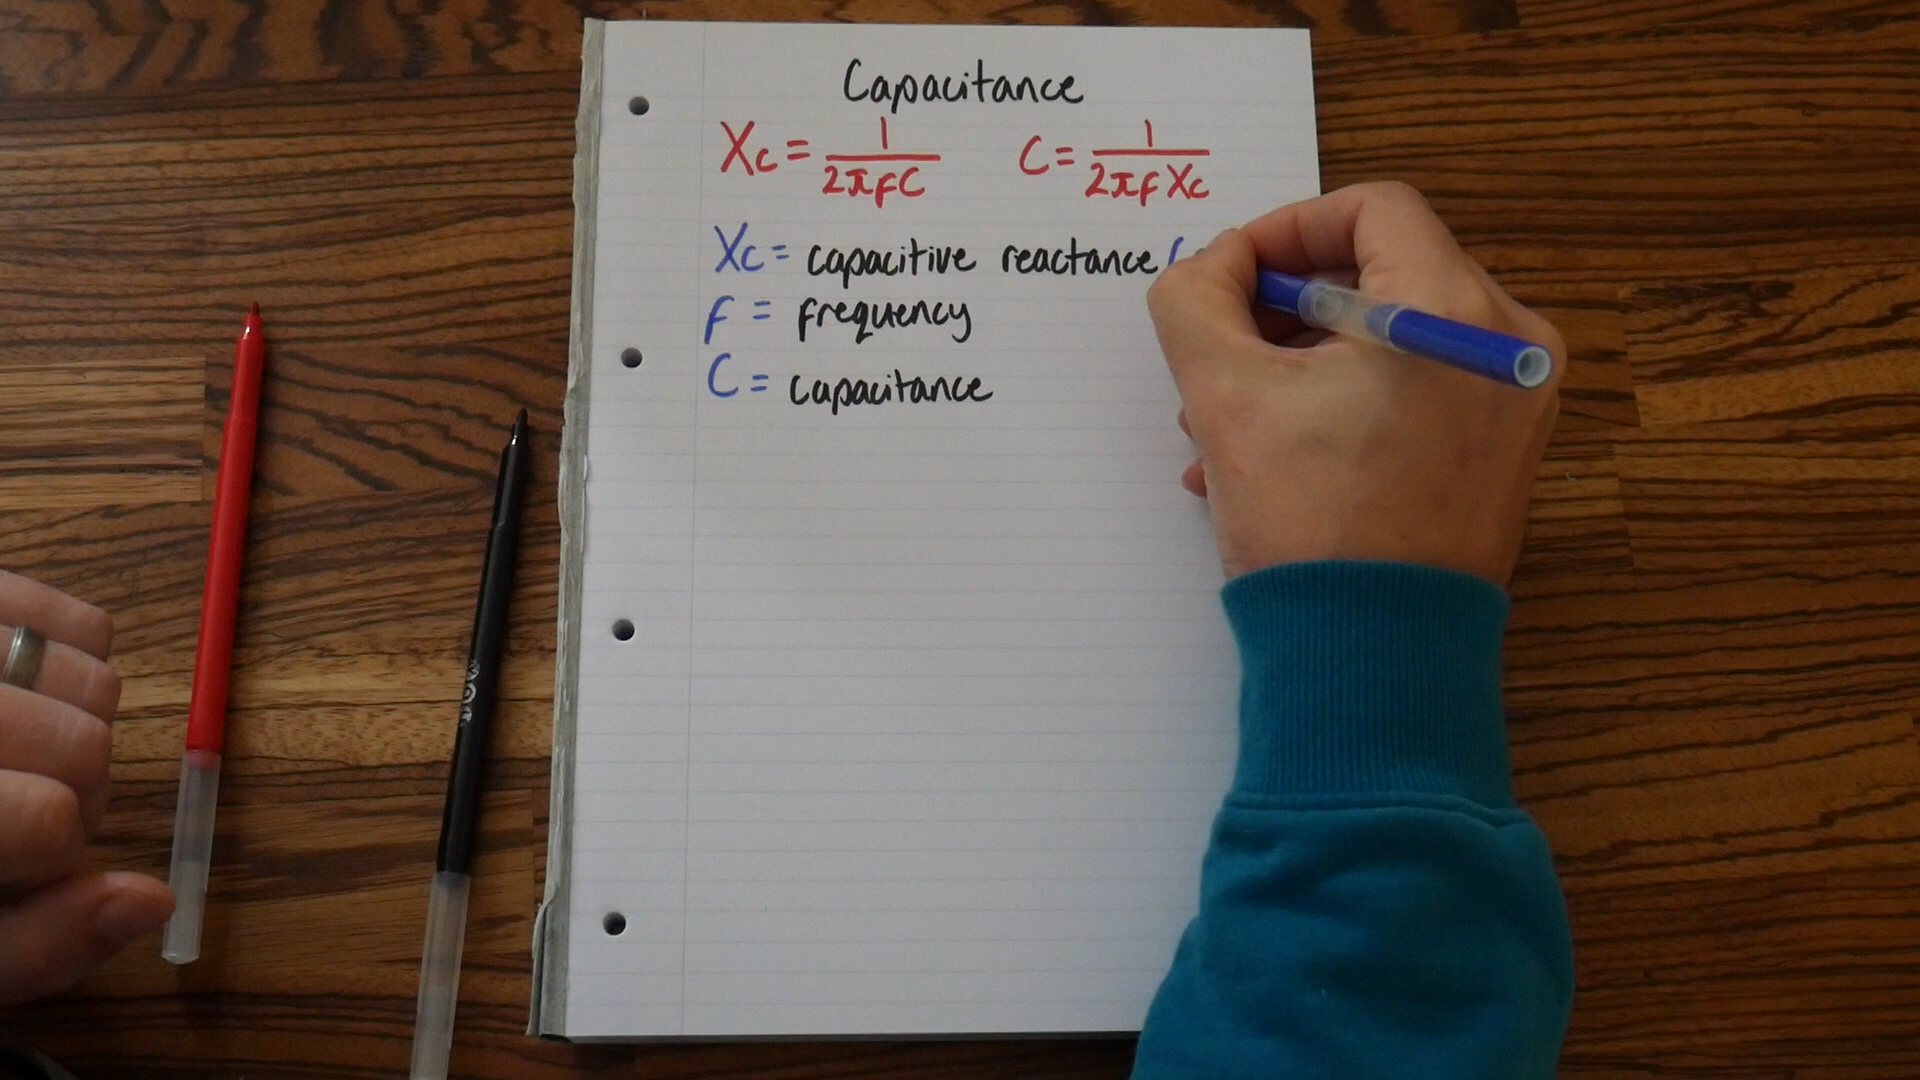 Capacitance
Xc = 1/2πfC    C = 1/2πfXc
Xc = capacitive reactance (
f = frequency
C = capacitance